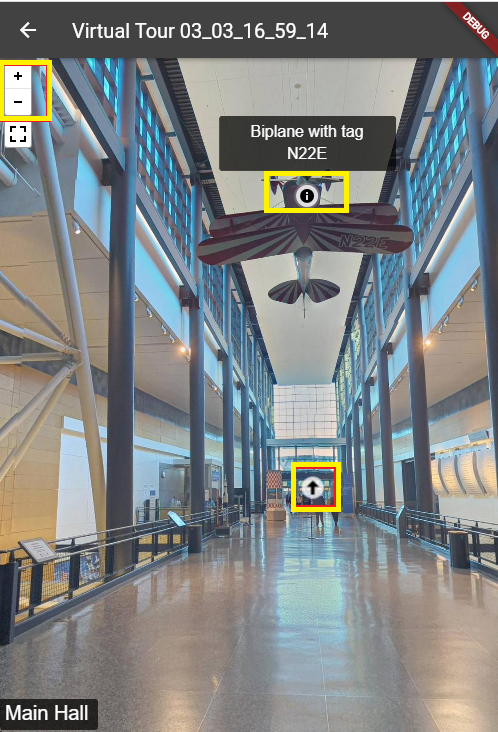 Virtual Tour 03_03_16_59_14
DEBUG
+
−
Biplane with tag
N22E
i
N22E
Main Hall